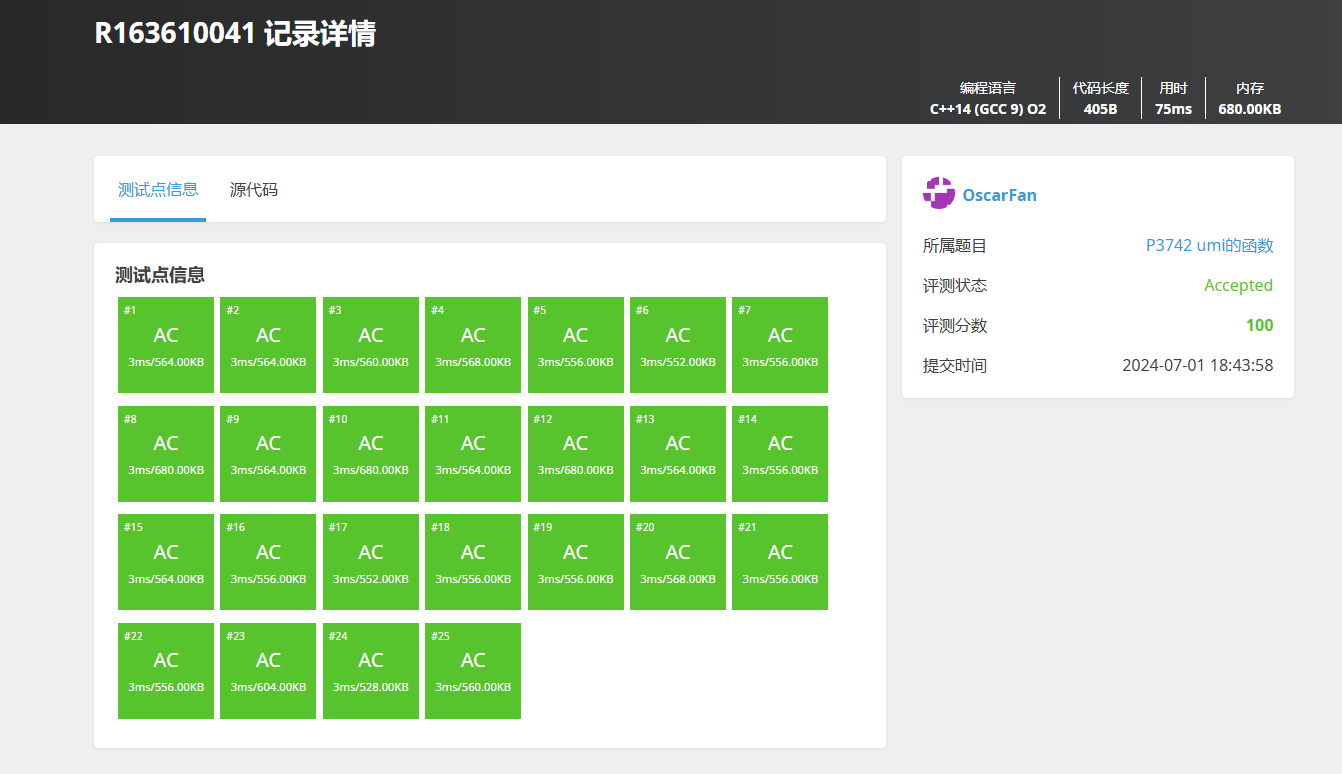 R163610041 记录详情
编程语言 代码长度 用时 内存
C++14 (GCC 9) O2 405B 75ms 680.00KB
测试点信息 源代码
测试点信息
#1 #2 #3 #4 #5 #6 #7
AC AC AC AC AC AC AC
3ms/564.00KB 3ms/564.00KB 3ms/560.00KB 3ms/568.00KB 3ms/556.00KB 3ms/552.00KB 3ms/556.00KB
#8 #9 #10 #11 #12 #13 #14
AC AC AC AC AC AC AC
3ms/680.00KB 3ms/564.00KB 3ms/680.00KB 3ms/564.00KB 3ms/680.00KB 3ms/564.00KB 3ms/556.00KB
#15 #16 #17 #18 #19 #20 #21
AC AC AC AC AC AC AC
3ms/564.00KB 3ms/556.00KB 3ms/552.00KB 3ms/556.00KB 3ms/556.00KB 3ms/568.00KB 3ms/556.00KB
#22 #23 #24 #25
AC AC AC AC
3ms/556.00KB 3ms/604.00KB 3ms/528.00KB 3ms/560.00KB
OscarFan
所属题目 P3742 umi的函数
评测状态 Accepted
评测分数 100
提交时间 2024-07-01 18:43:58